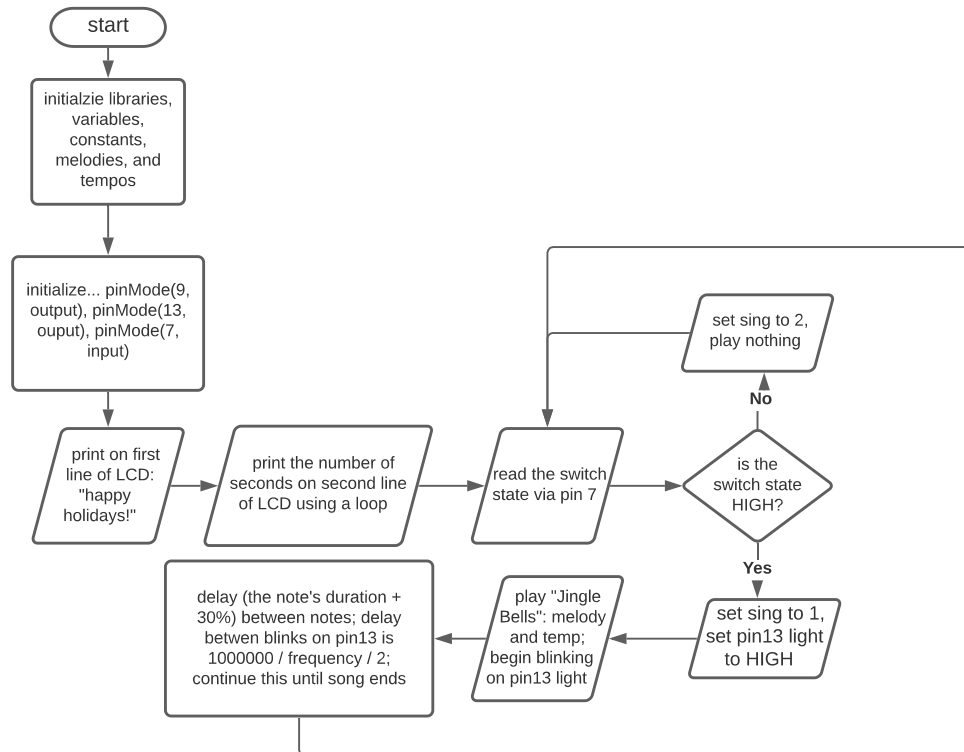 start
initialzie libraries,
variables,
constants,
melodies, and
tempos
initialize... pinMode(9,
output), pinMode(13,
ouput), pinMode(7,
input)
print on first
line of LCD:
"happy
holidays!"
print the number of
seconds on second line
of LCD using a loop
read the switch
state via pin 7
is the
switch state
HIGH?
No
set sing to 2,
play nothing
Yes
set sing to 1,
set pin13 light
to HIGH
play "Jingle
Bells": melody
and temp;
begin blinking
on pin13 light
delay (the note's duration +
30%) between notes; delay
betwen blinks on pin13 is
1000000 / frequency / 2;
continue this until song ends